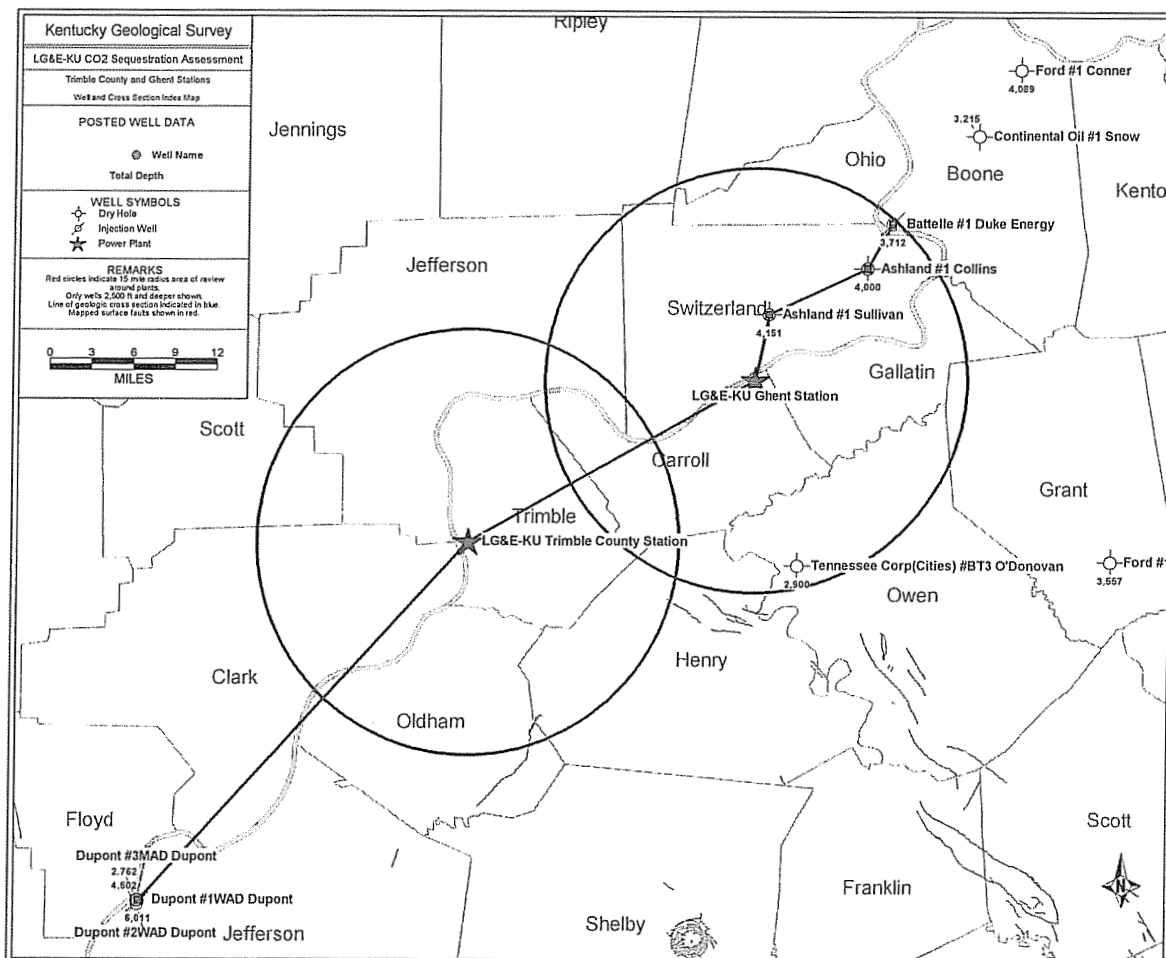 Kentucky Geological Survey
LG&E-KU CO2 Sequestration Assessment
Trimble County and Ghent Stations
Well and Cross Section Index Map
POSTED WELL DATA
Well Name
Total Depth
WELL SYMBOLS
Dry Hole
Injection Well
Power Plant
REMARKS
Red circles indicate 15 mile radius area of review
around plants.
Only wells 2,500 ft and deeper shown.
Line of geologic cross section indicated in blue.
Mapped surface faults shown in red.
0 3 6 9 12
MILES
Ripley
Jennings
Ford #1 Conner
4,089
3,215
Continental Oil #1 Snow
Ohio
Boone
Kento
Battelle #1 Duke Energy
3,712
Jefferson
Ashland #1 Collins
4,000
Switzerland
Ashland #1 Sullivan
4,151
Gallatin
LG&E-KU Ghent Station
Scott
Carroll
Grant
Trimble
LG&E-KU Trimble County Station
Tennessee Corp(Cities) #BT3 O'Donovan
2,900
Ford #1
3,557
Owen
Henry
Clark
Oldham
Floyd
Scott
Dupont #3MAD Dupont
2.762
4,502
Dupont #1WAD Dupont
6,011
Dupont #2WAD Dupont
Jefferson
Shelby
Franklin
N